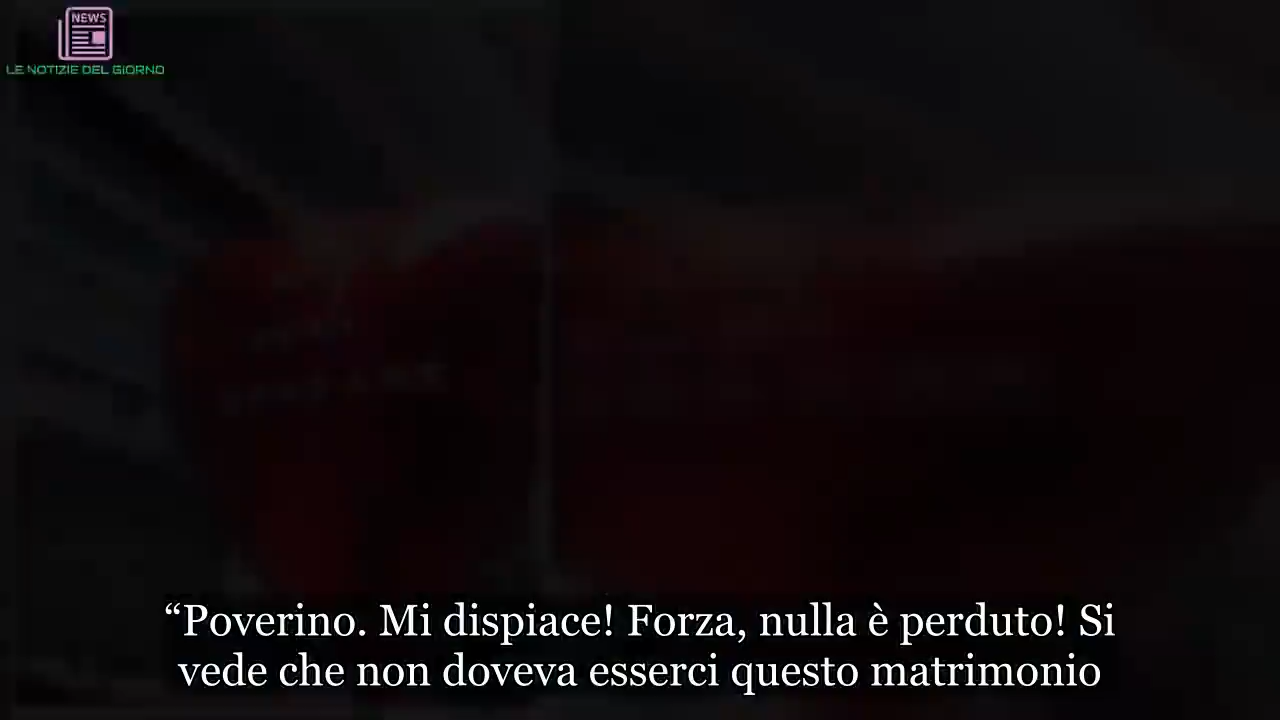 NEWS
LE NOTIZIE DEL GIORNO
“Poverino. Mi dispiace! Forza, nulla è perduto! Si
vede che non doveva esserci questo matrimonio